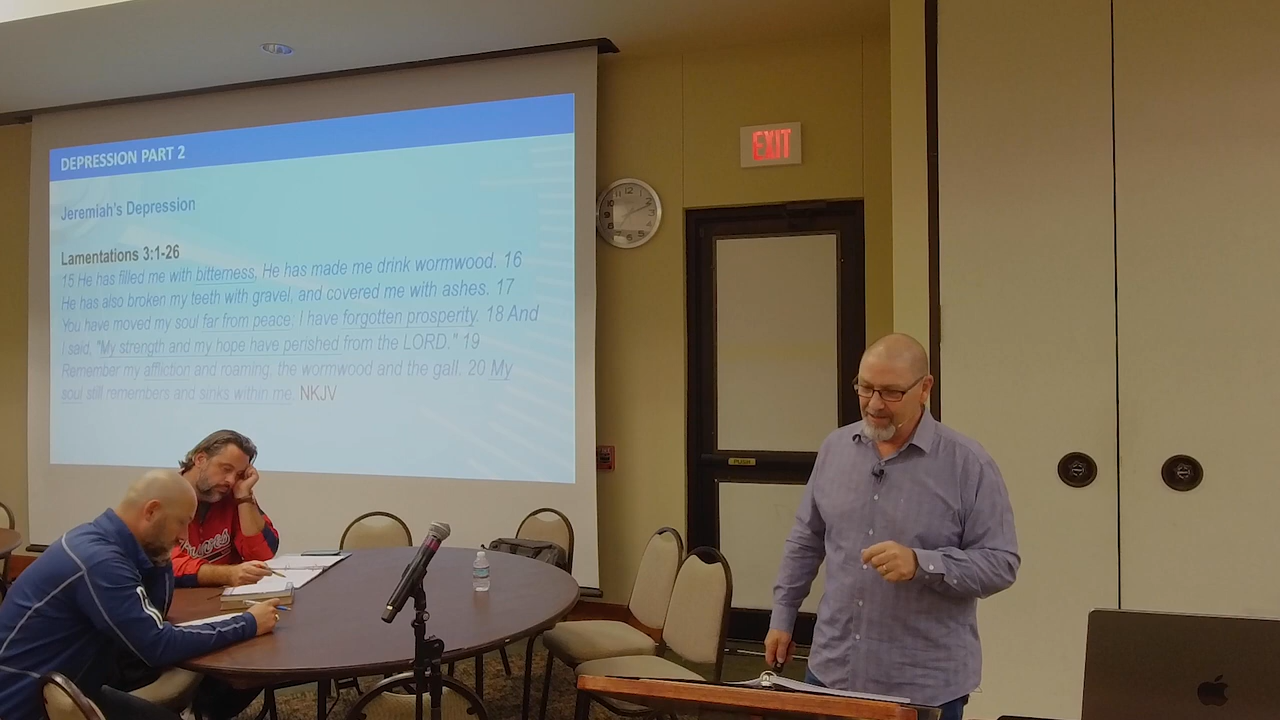 DEPRESSION PART 2
Jeremiah's Depression
Lamentations 3:1-26
15 He has filled me with bitterness, He has made me drink wormwood. 16
He has also broken my teeth with gravel, and covered me with ashes. 17
You have moved my soul far from peace; I have forgotten prosperity. 18 And
I said, "My strength and my hope have perished from the LORD." 19
Remember my affliction and roaming, the wormwood and the gall. 20 My
soul still remembers and sinks within me. NKJV
EXIT
PUSH
Braves